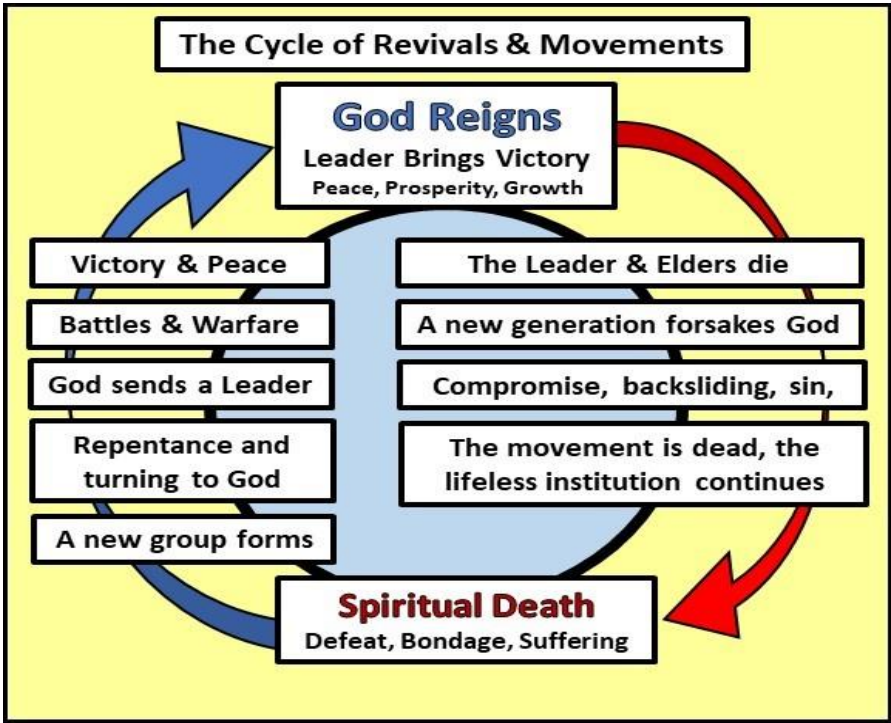 The Cycle of Revivals & Movements
God Reigns
Leader Brings Victory
Peace, Prosperity, Growth
Victory & Peace
Battles & Warfare
God sends a Leader
Repentance and
turning to God
A new group forms
The Leader & Elders die
A new generation forsakes God
Compromise, backsliding, sin,
The movement is dead, the
lifeless institution continues
Spiritual Death
Defeat, Bondage, Suffering